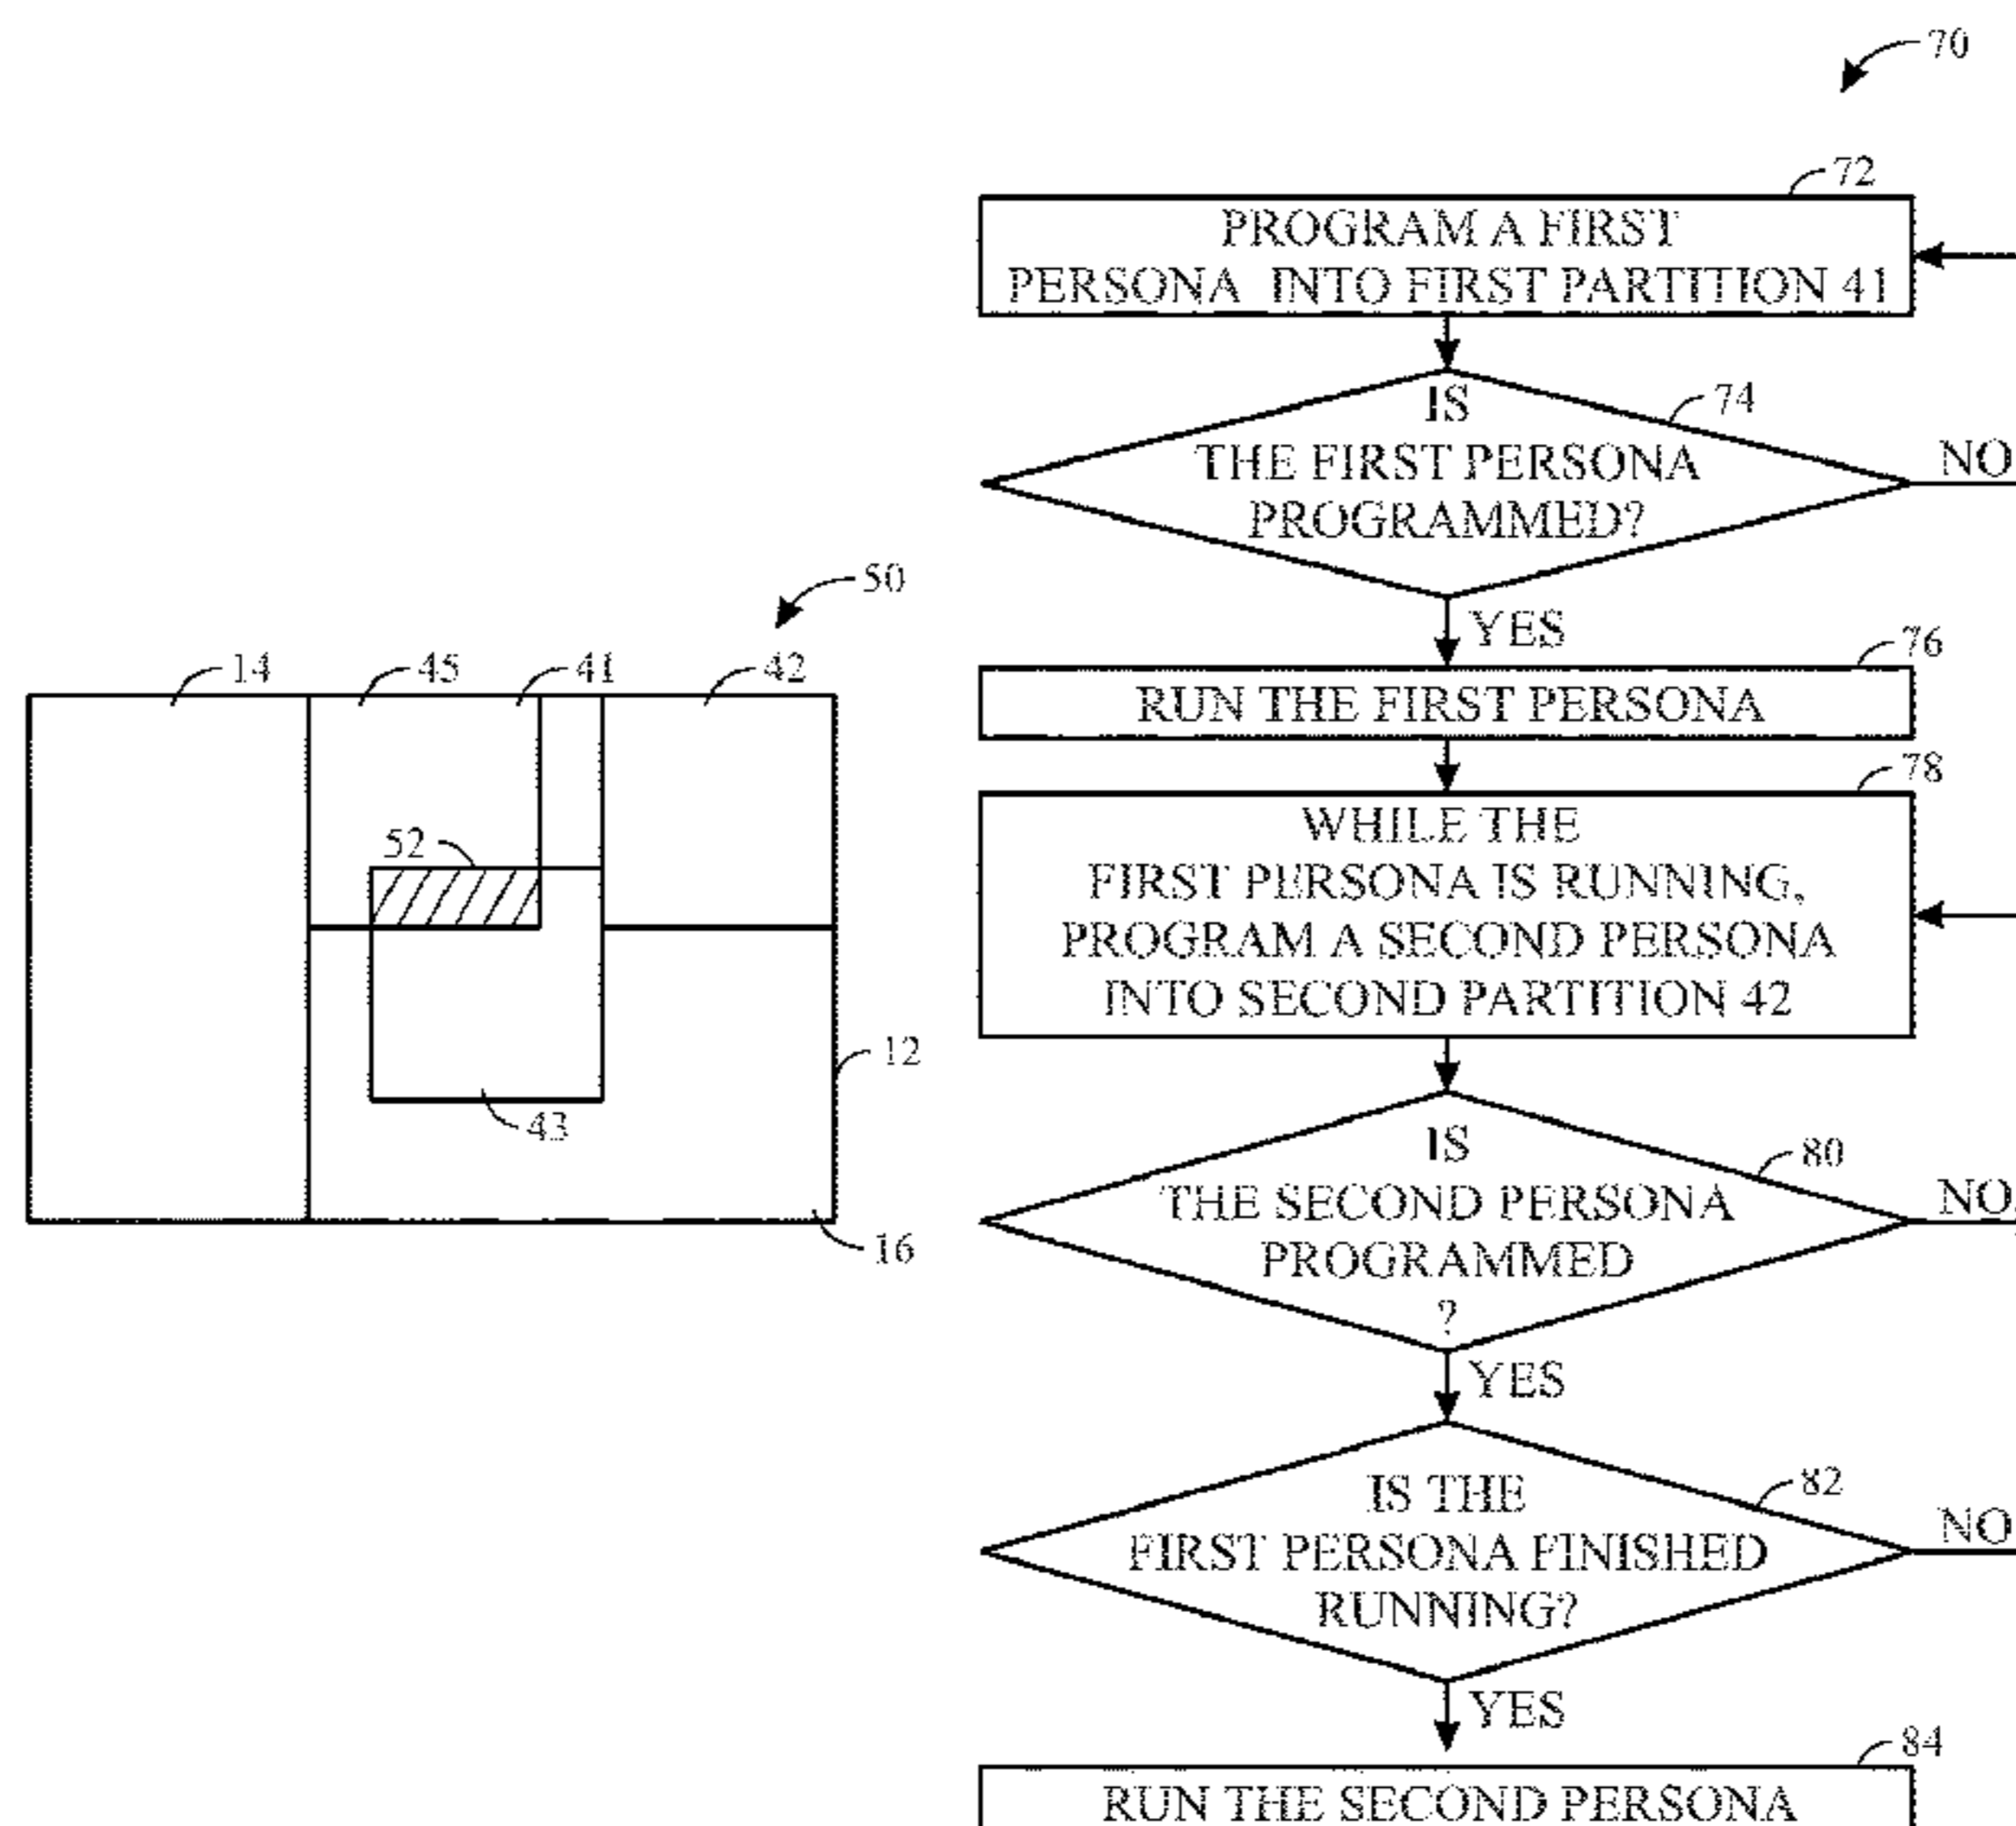 70
72
PROGRAM A FIRST
PERSONA INTO FIRST PARTITION 41
74
IS
THE FIRST PERSONA
PROGRAMMED?
NO
YES
76
RUN THE FIRST PERSONA
78
WHILE THE
FIRST PERSONA IS RUNNING,
PROGRAM A SECOND PERSONA
INTO SECOND PARTITION 42
80
IS
THE SECOND PERSONA
PROGRAMMED
?
NO
YES
82
IS THE
FIRST PERSONA FINISHED
RUNNING?
NO
YES
84
RUN THE SECOND PERSONA
50
14
45
41
42
52
12
43
16